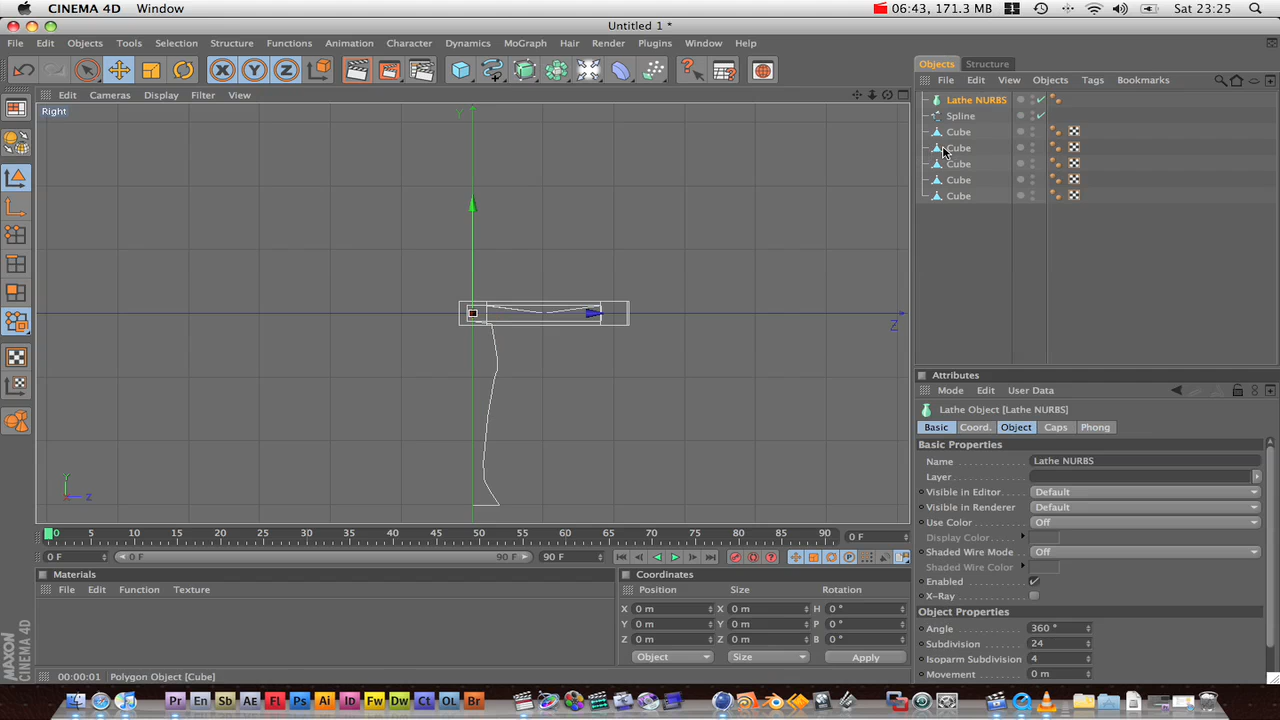 CINEMA 4D Window 06:43, 171.3 MB 1 Sat 23:25
Untitled 1 *
File Edit Objects Tools Selection Structure Functions Animation Character Dynamics MoGraph Hair Render Plugins Window Help
X Y Z
Objects Structure
File Edit View Objects Tags Bookmarks
Edit Cameras Display Filter View
Right
Y
Lathe NURBS
Spline
Cube
Cube
Cube
Cube
Cube
Z
Y
Z
Attributes
Mode Edit User Data
Lathe Object [Lathe NURBS]
Basic Coord. Object Caps Phong
Basic Properties
Name Lathe NURBS
Layer
Visible in Editor Default
Visible in Renderer Default
Use Color Off
Display Color
Shaded Wire Mode Off
Shaded Wire Color
Enabled
X-Ray
Object Properties
Angle 360 °
Subdivision 24
Isoparm Subdivision 4
Movement 0 m
0 5 10 15 20 25 30 35 40 45 50 55 60 65 70 75 80 85 90 0 F
0 F 0 F 90 F 90 F
Materials
File Edit Function Texture
Coordinates
Position Size Rotation
X 0 m X 0 m H 0 °
Y 0 m Y 0 m P 0 °
Z 0 m Z 0 m B 0 °
Object Size Apply
MAXON
CINEMA 4D
00:00:01 Polygon Object [Cube]
Pr En Sb AE Fl Ps Ai Id Fw Dw Ct OL Br